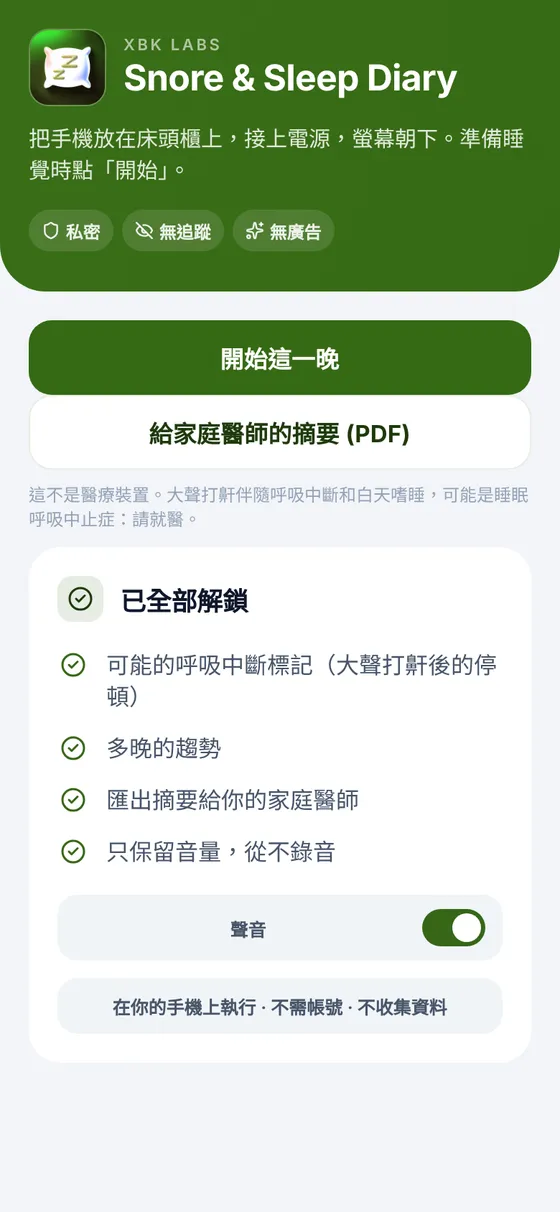 XBK LABS
Snore & Sleep Diary
把手機放在床頭櫃上，接上電源，螢幕朝下。準備睡
覺時點「開始」。
私密
無追蹤
無廣告
開始這一晚
給家庭醫師的摘要 (PDF)
這不是醫療裝置。大聲打鼾伴隨呼吸中斷和白天嗜睡，可能是睡眠
呼吸中止症：請就醫。
已全部解鎖
可能的呼吸中斷標記（大聲打鼾後的停
頓）
多晚的趨勢
匯出摘要給你的家庭醫師
只保留音量，從不錄音
聲音
在你的手機上執行 · 不需帳號 · 不收集資料